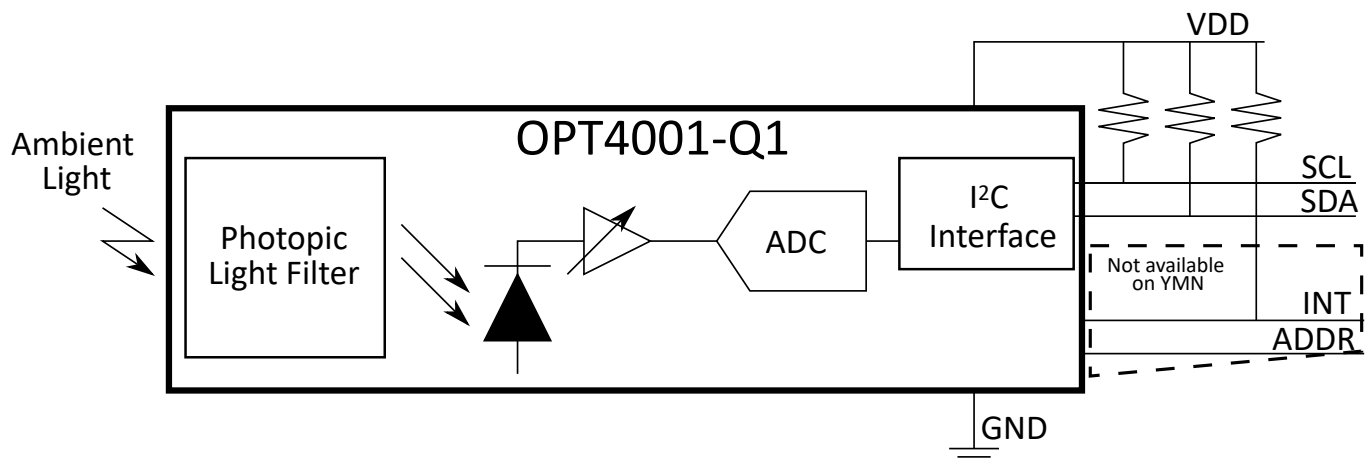 VDD
OPT4001-Q1
Ambient
Light
Photopic
Light Filter
ADC
I²C
Interface
SCL
SDA
Not available
on YMN
INT
ADDR
GND